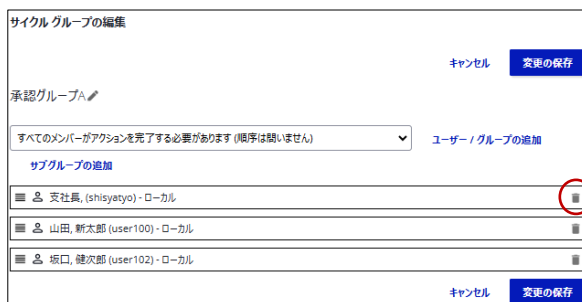 サイクル グループの編集
キャンセル 変更の保存
承認グループA
すべてのメンバーがアクションを完了する必要があります (順序は問いません) ユーザー / グループの追加
サブグループの追加
支社長, (shisyatyo) - ローカル
山田, 新太郎 (user100) - ローカル
坂口, 健次郎 (user102) - ローカル
キャンセル 変更の保存